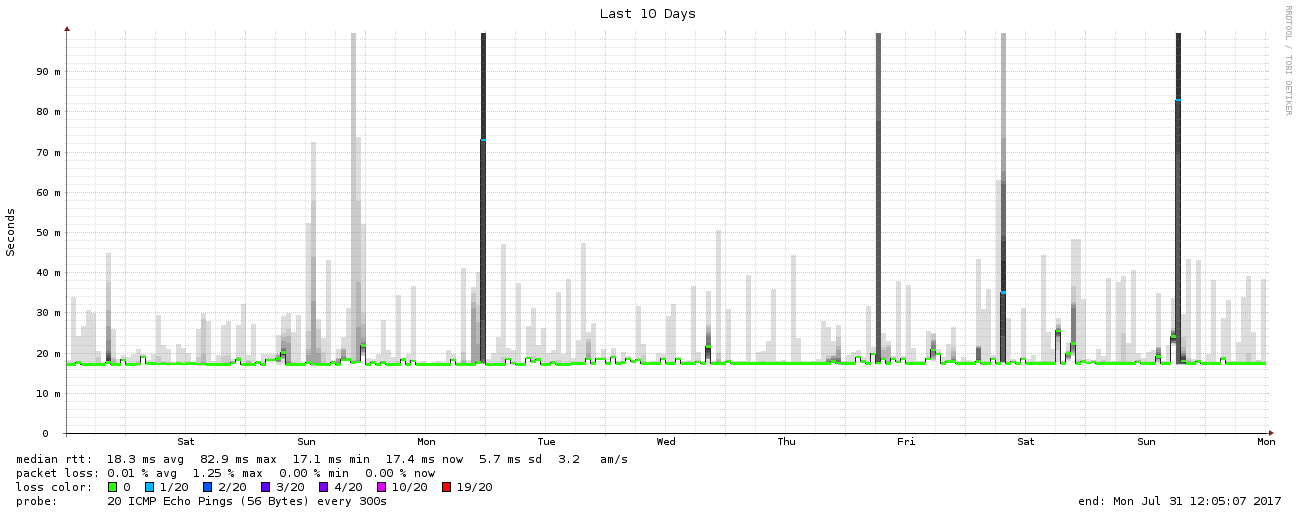 Last 10 Days
RRDTOOL / TOBI OETIKER
Seconds
90 m
80 m
70 m
60 m
50 m
40 m
30 m
20 m
10 m
0
Sat Sun Mon Tue Wed Thu Fri Sat Sun Mon
median rtt: 18.3 ms avg 82.9 ms max 17.1 ms min 17.4 ms now 5.7 ms sd 3.2 am/s
packet loss: 0.01 % avg 1.25 % max 0.00 % min 0.00 % now
loss color: 0 1/20 2/20 3/20 4/20 10/20 19/20
probe: 20 ICMP Echo Pings (56 Bytes) every 300s end: Mon Jul 31 12:05:07 2017